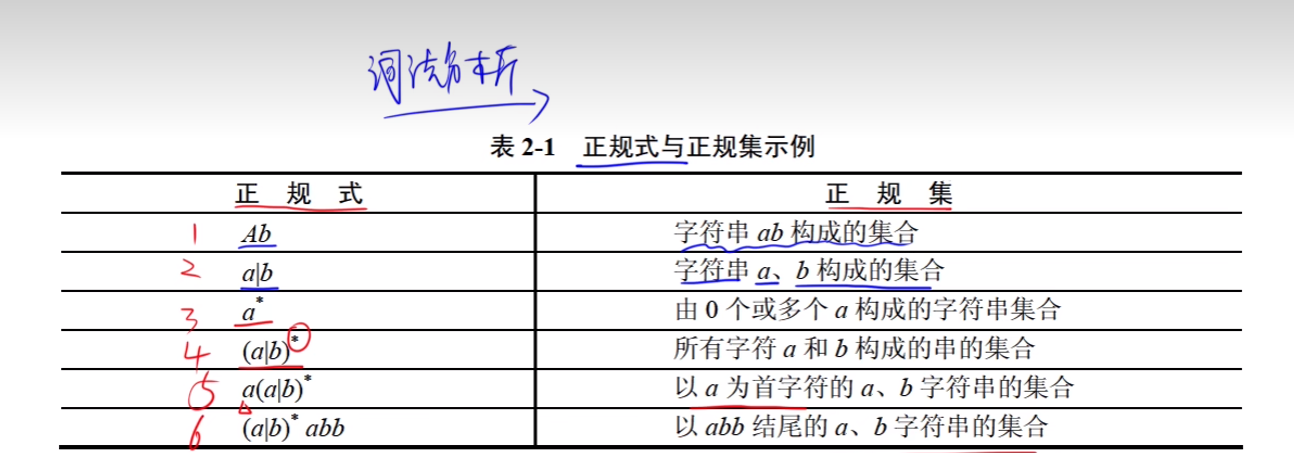 词法分析
表 2-1 正规式与正规集示例
正 规 式 正 规 集
1 Ab 字符串 ab 构成的集合
2 a|b 字符串 a、b 构成的集合
3 a* 由 0 个或多个 a 构成的字符串集合
4 (a|b)* 所有字符 a 和 b 构成的串的集合
5 a(a|b)* 以 a 为首字符的 a、b 字符串的集合
6 (a|b)* abb 以 abb 结尾的 a、b 字符串的集合